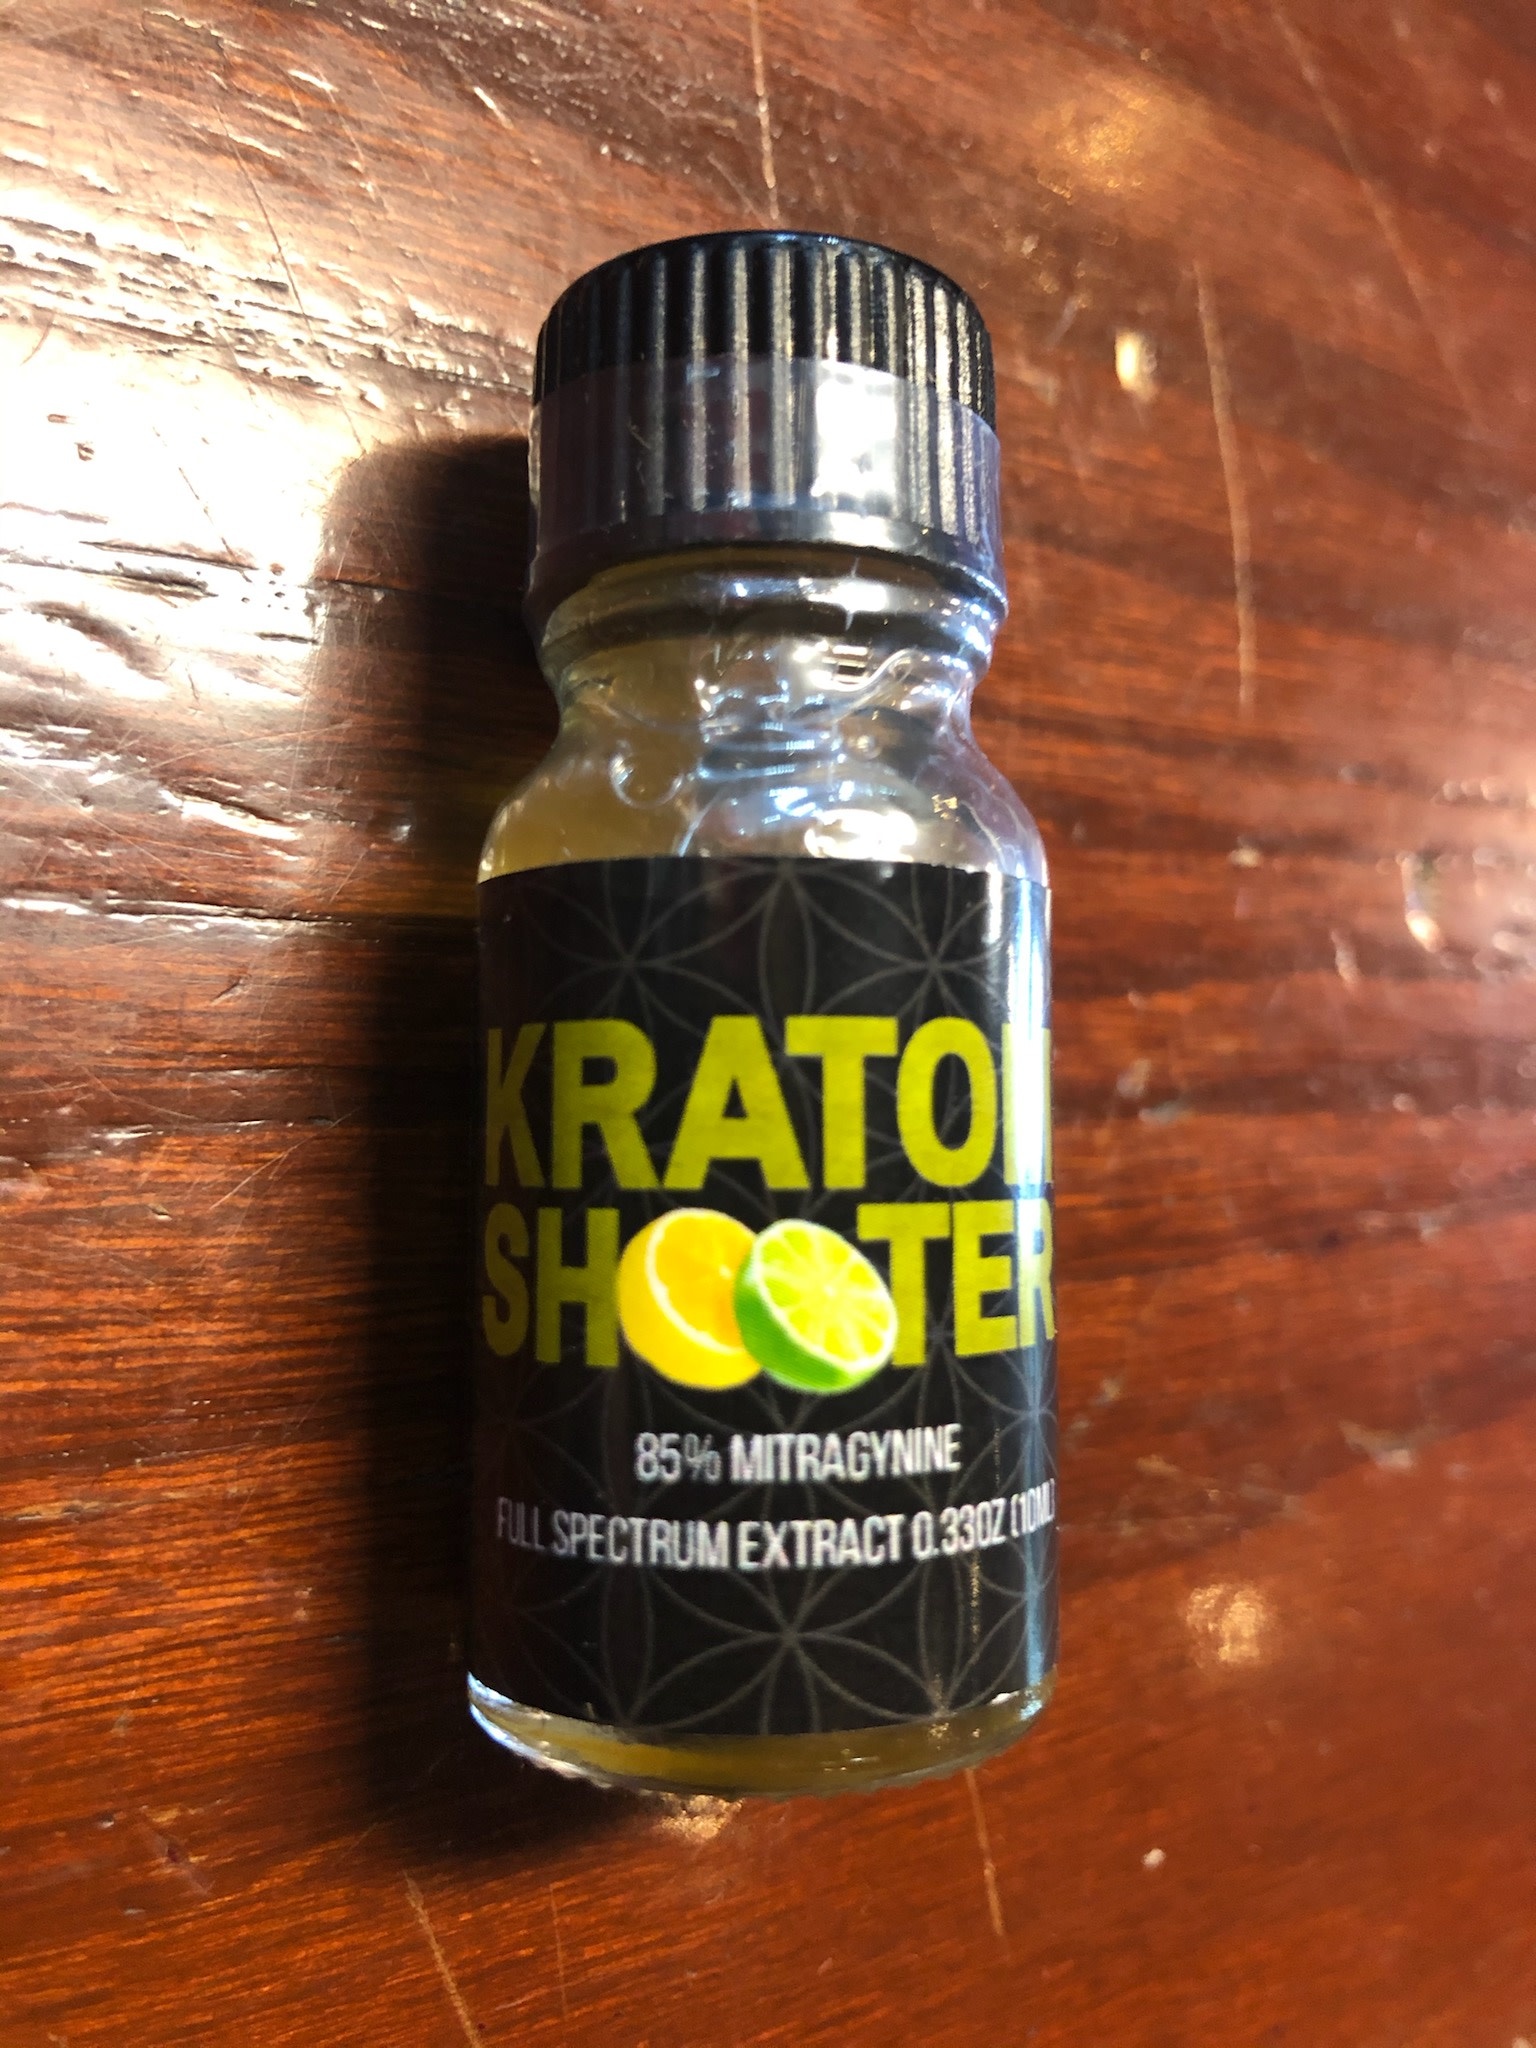 KRATOM
SHOOTER
85% MITRAGYNINE
FULL SPECTRUM EXTRACT 0.33OZ (10ML)